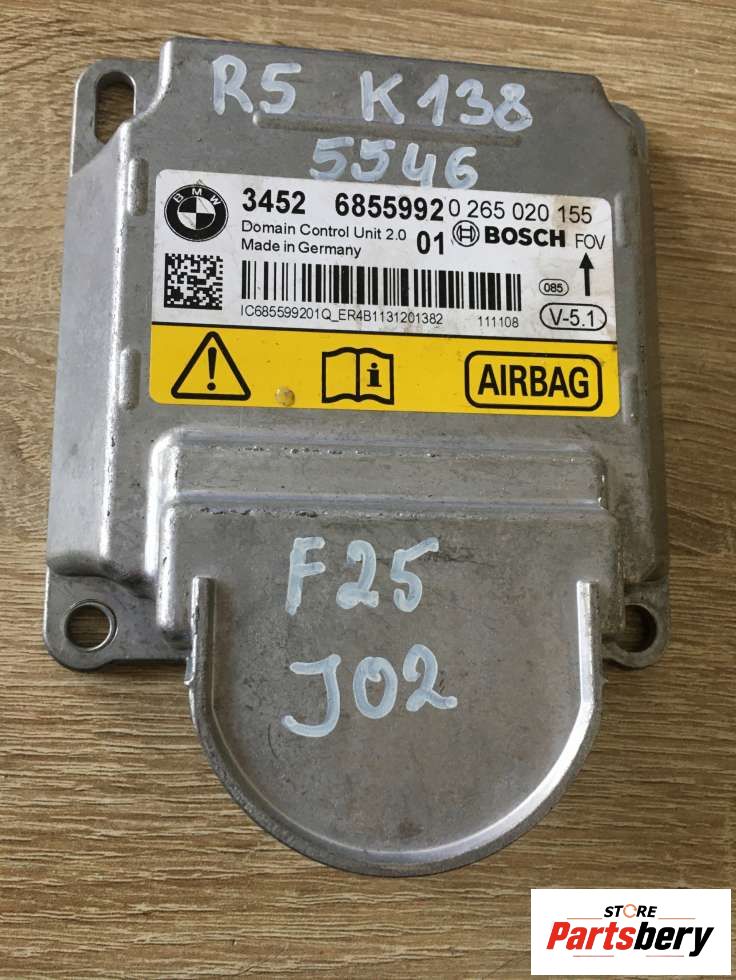 R5 K138
5546
BMW
3452 6855992 0 265 020 155
Domain Control Unit 2.0 01 BOSCH FOV
Made in Germany
085
IC685599201Q_ER4B1131201382 111108 V-5.1
AIRBAG
F25
J02
STORE
Partsbery